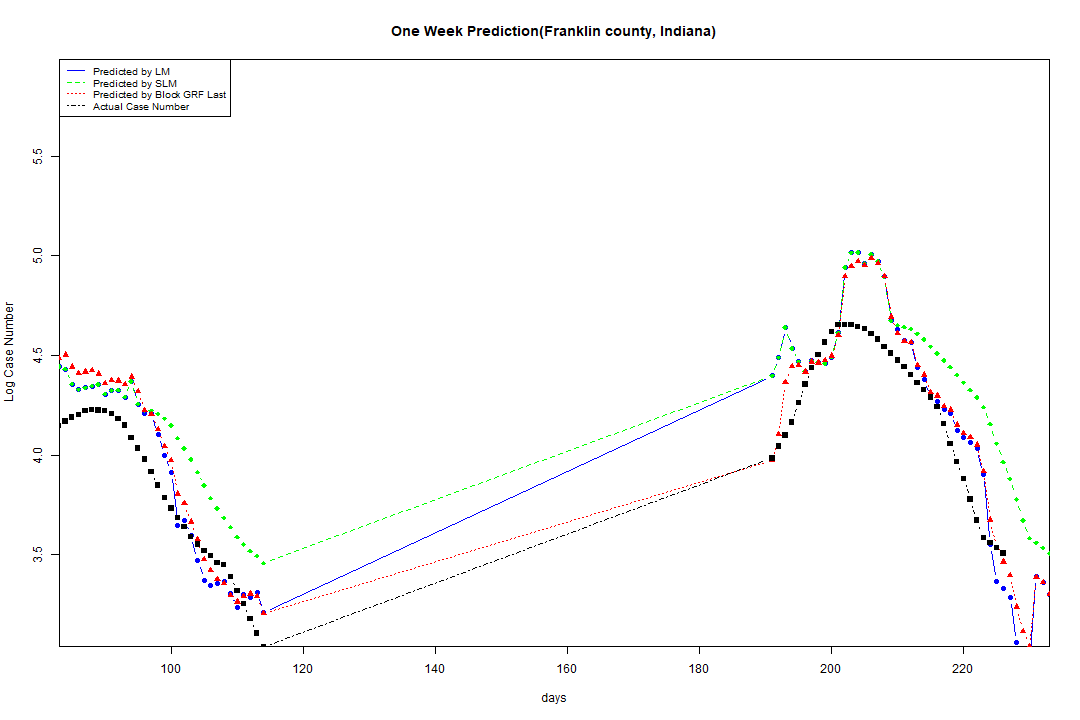 One Week Prediction(Franklin county, Indiana)
Predicted by LM
Predicted by SLM
Predicted by Block GRF Last
Actual Case Number
5.5
5.0
4.5
4.0
3.5
Log Case Number
100 120 140 160 180 200 220
days